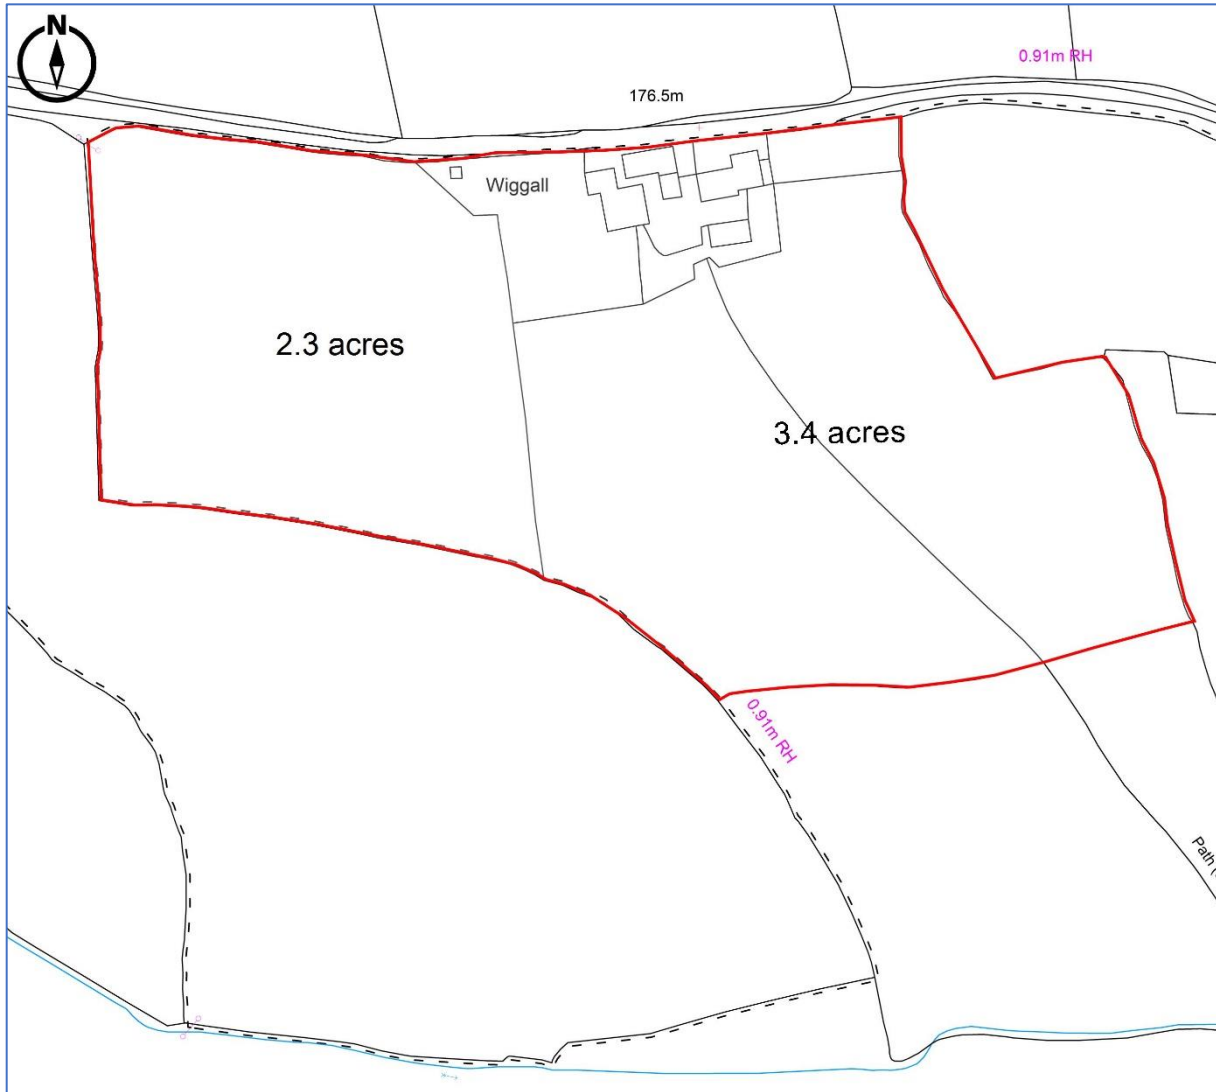 N
0.91m RH
176.5m
Wiggall
2.3 acres
3.4 acres
0.91m RH
Path (